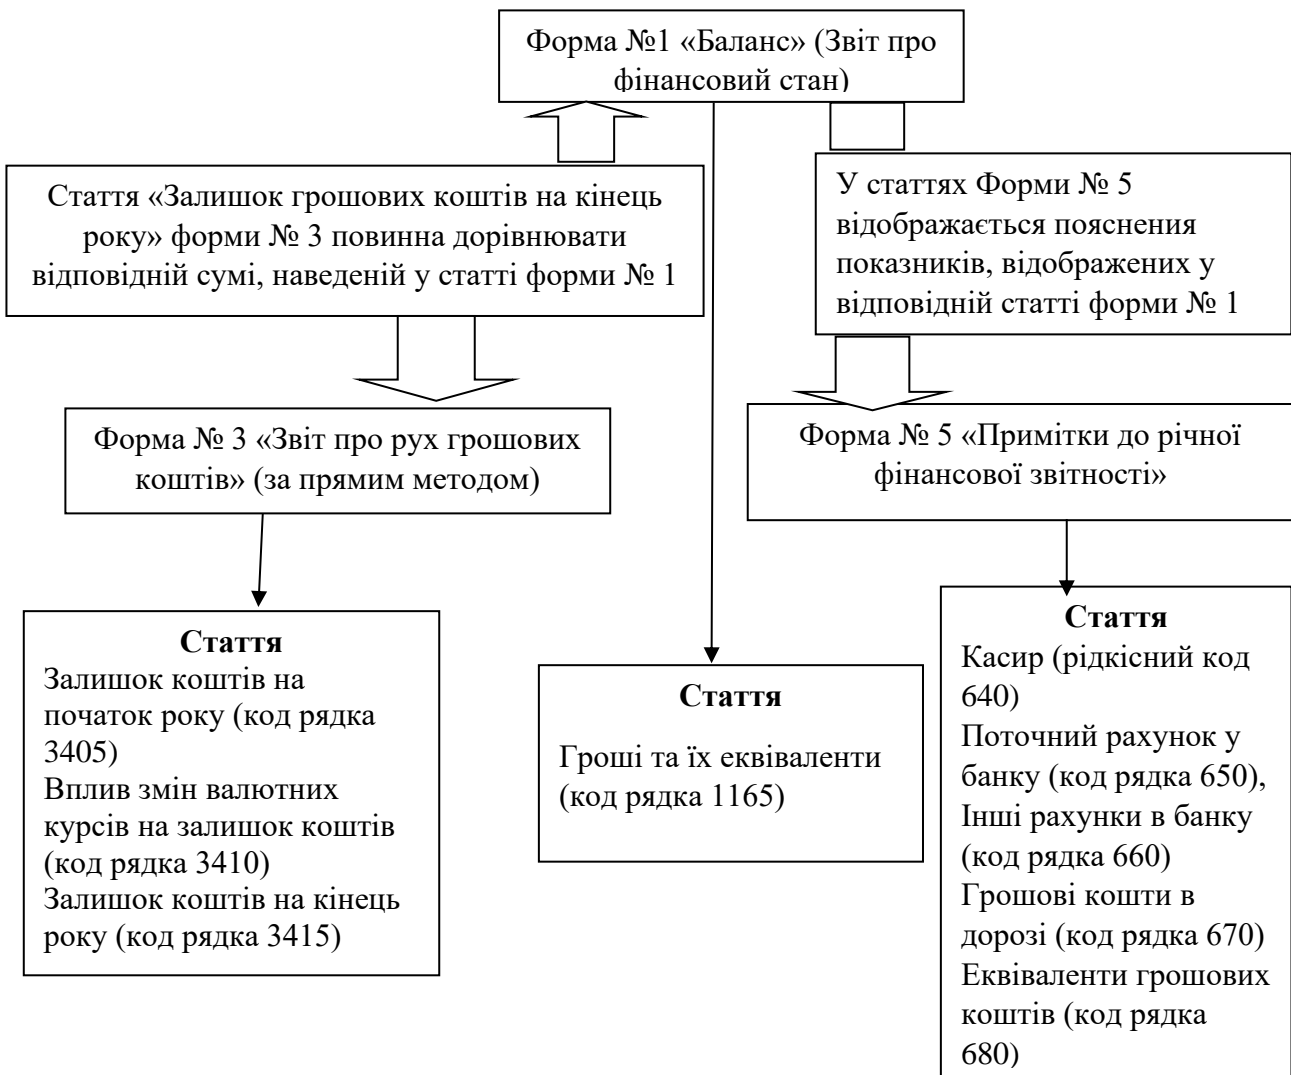 Форма №1 «Баланс» (Звіт про
фінансовий стан)
Стаття «Залишок грошових коштів на кінець
року» форми № 3 повинна дорівнювати
відповідній сумі, наведеній у статті форми № 1
У статтях Форми № 5
відображається пояснення
показників, відображених у
відповідній статті форми № 1
Форма № 3 «Звіт про рух грошових
коштів» (за прямим методом)
Форма № 5 «Примітки до річної
фінансової звітності»
Стаття
Залишок коштів на
початок року (код рядка
3405)
Вплив змін валютних
курсів на залишок коштів
(код рядка 3410)
Залишок коштів на кінець
року (код рядка 3415)
Стаття
Гроші та їх еквіваленти
(код рядка 1165)
Стаття
Касир (рідкісний код
640)
Поточний рахунок у
банку (код рядка 650),
Інші рахунки в банку
(код рядка 660)
Грошові кошти в
дорозі (код рядка 670)
Еквіваленти грошових
коштів (код рядка
680)